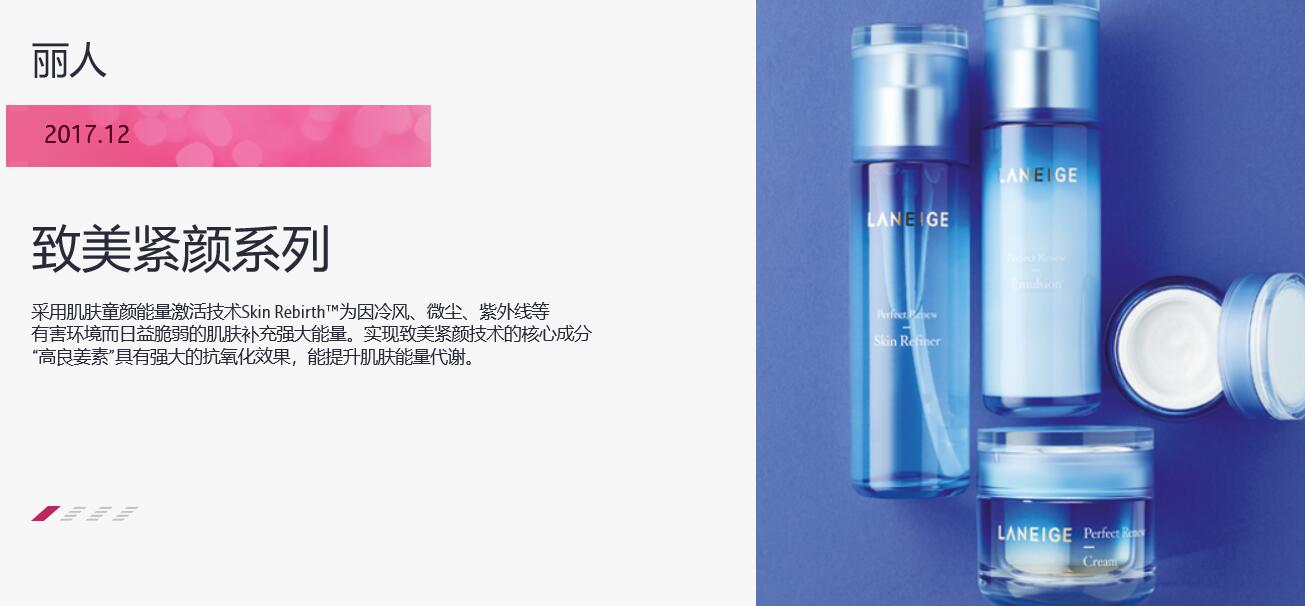 丽人
2017.12
致美紧颜系列
采用肌肤童颜能量激活技术Skin Rebirth™为因冷风、微尘、紫外线等
有害环境而日益脆弱的肌肤补充强大能量。实现致美紧颜技术的核心成分
“高良姜素”具有强大的抗氧化效果，能提升肌肤能量代谢。
LANEIGE
Perfect Renew
Skin Refiner
LANEIGE
Perfect Renew
Emulsion
LANEIGE
Perfect Renew
Cream